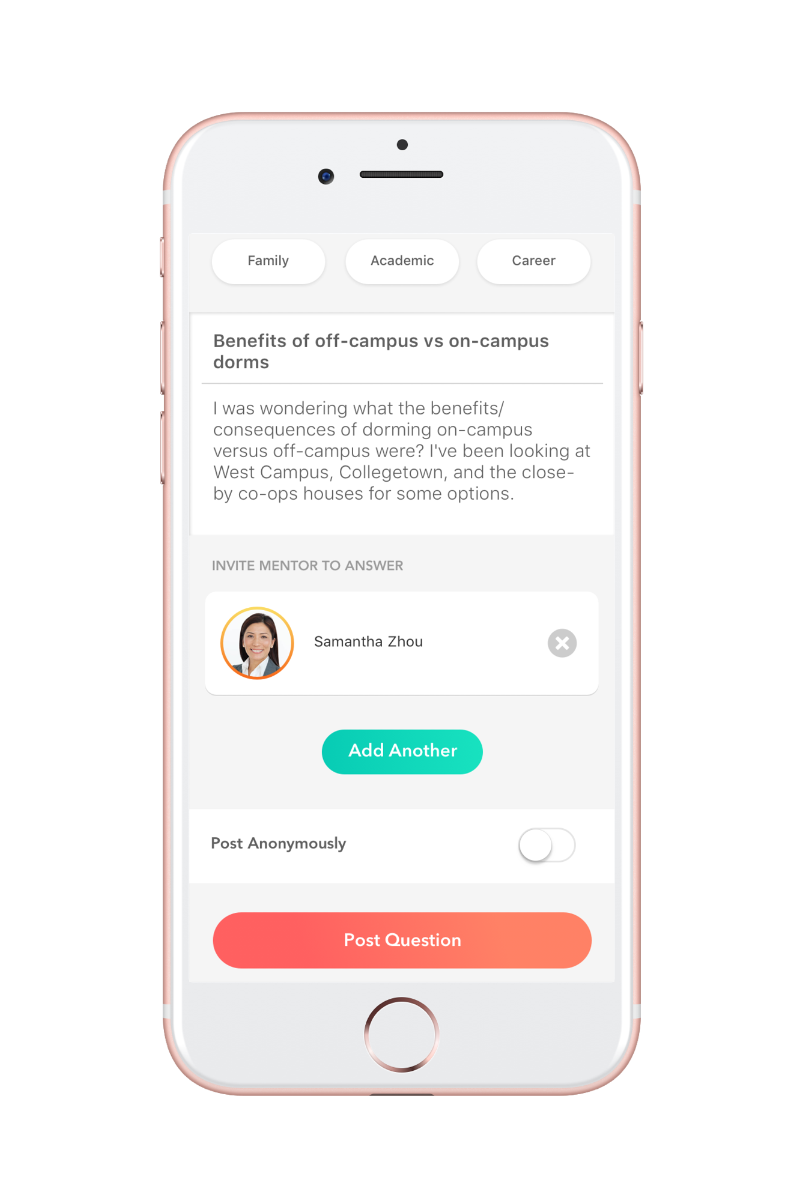 Family Academic Career
Benefits of off-campus vs on-campus
dorms
I was wondering what the benefits/
consequences of dorming on-campus
versus off-campus were? I've been looking at
West Campus, Collegetown, and the close-
by co-ops houses for some options.
INVITE MENTOR TO ANSWER
Samantha Zhou
Add Another
Post Anonymously
Post Question